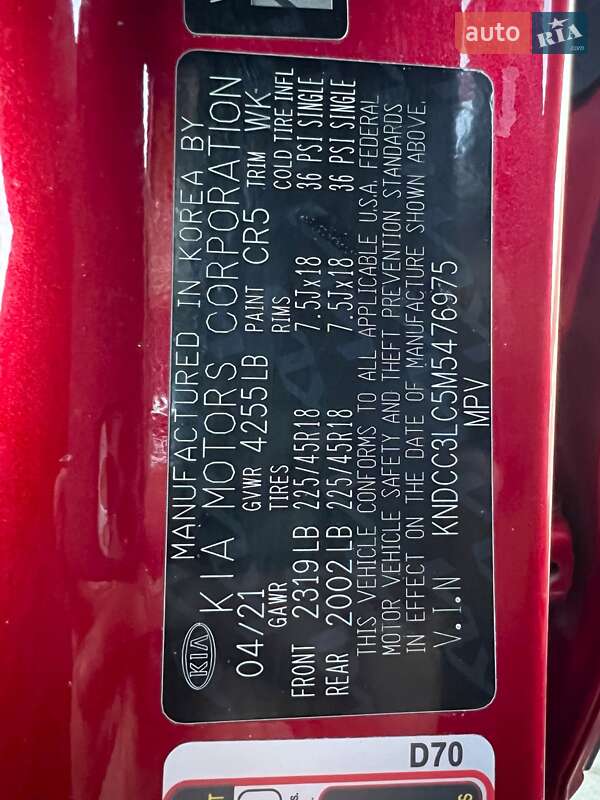 auto RIA
.com
MANUFACTURED IN KOREA BY
KIA KIA MOTORS CORPORATION
04/21 GVWR 4255LB PAINT CR5 TRIM WK
GAWR TIRES RIMS COLD TIRE INFL
FRONT 2319LB 225/45R18 7.5Jx18 36 PSI SINGLE
REAR 2002LB 225/45R18 7.5Jx18 36 PSI SINGLE
THIS VEHICLE CONFORMS TO ALL APPLICABLE U.S.A. FEDERAL
MOTOR VEHICLE SAFETY AND THEFT PREVENTION STANDARDS
IN EFFECT ON THE DATE OF MANUFACTURE SHOWN ABOVE.
V.I.N KNDCC3LC5M5476975
MPV
D70